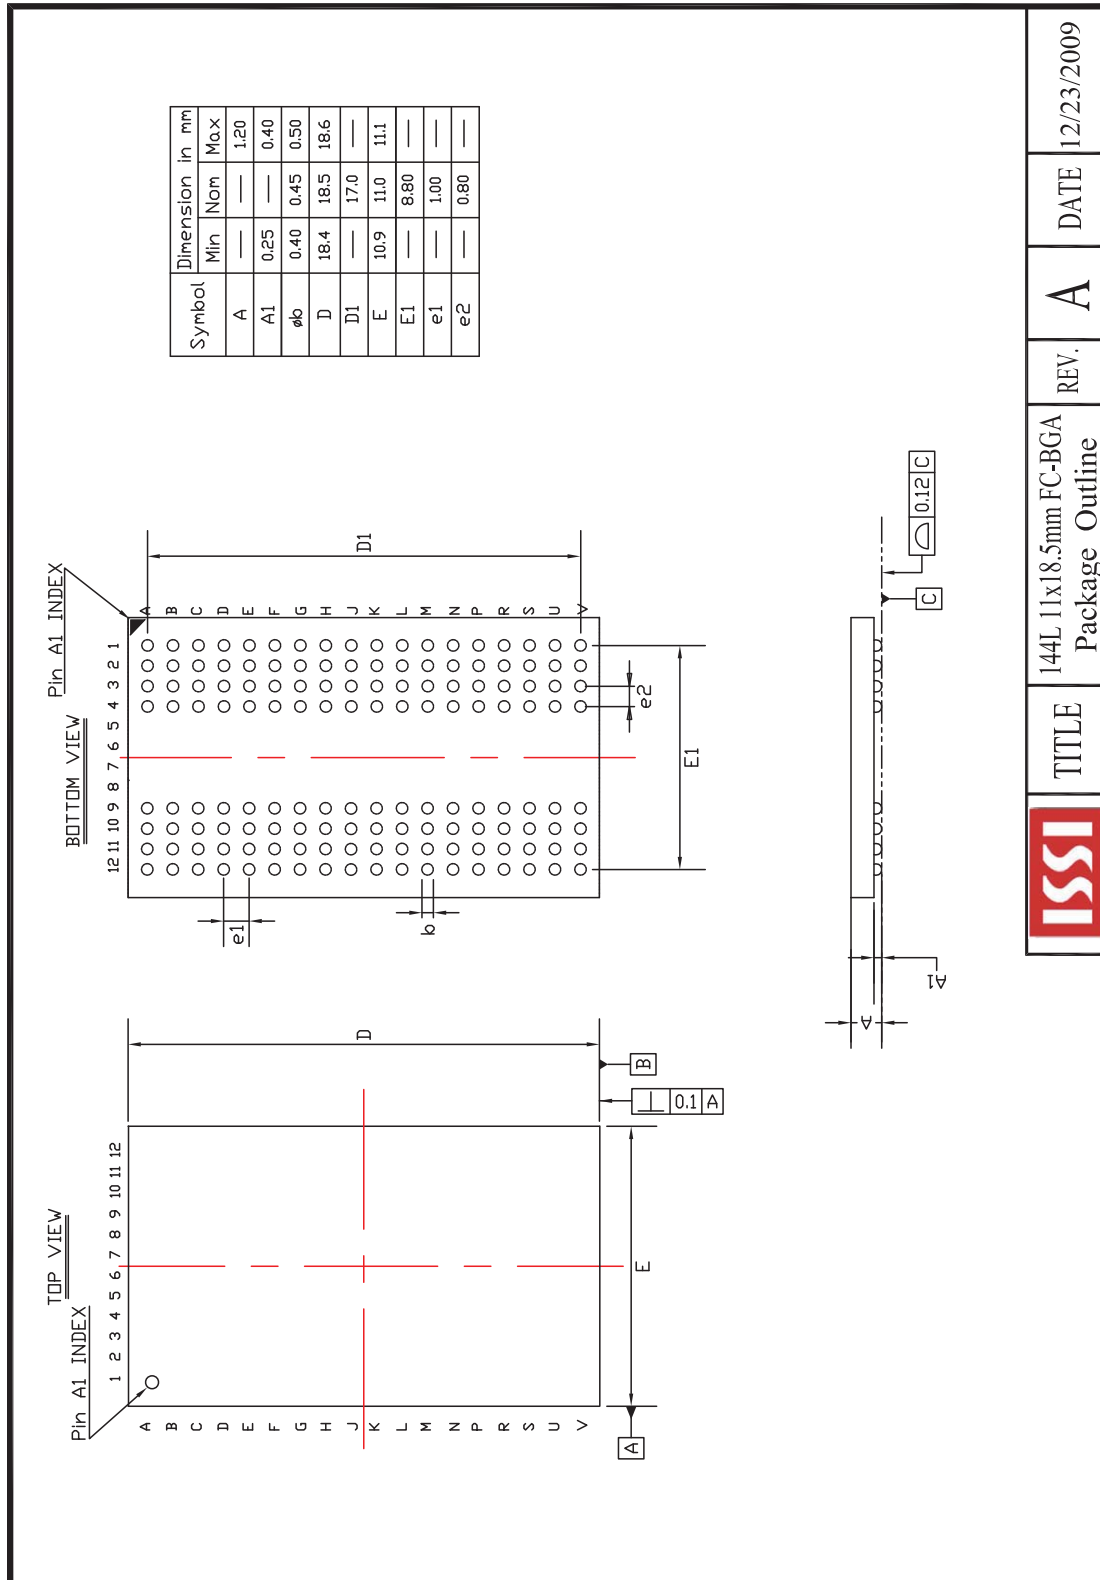 TOP VIEW
Pin A1 INDEX
1 2 3 4 5 6 7 8 9 10 11 12
A
B
C
D
E
F
G
H
J
K
L
M
N
P
R
S
U
V
D
E
A
B
⊥ 0.1 A
BOTTOM VIEW
Pin A1 INDEX
12 11 10 9 8 7 6 5 4 3 2 1
A
B
C
D
E
F
G
H
J
K
L
M
N
P
R
S
U
V
e1
b
D1
E1
e2
A
A1
C
⌓ 0.12 C
Symbol Dimension in mm
Min Nom Max
A — — 1.20
A1 0.25 — 0.40
øb 0.40 0.45 0.50
D 18.4 18.5 18.6
D1 — 17.0 —
E 10.9 11.0 11.1
E1 — 8.80 —
e1 — 1.00 —
e2 — 0.80 —
ISSI
TITLE
144L 11x18.5mm FC-BGA
Package Outline
REV.
A
DATE
12/23/2009